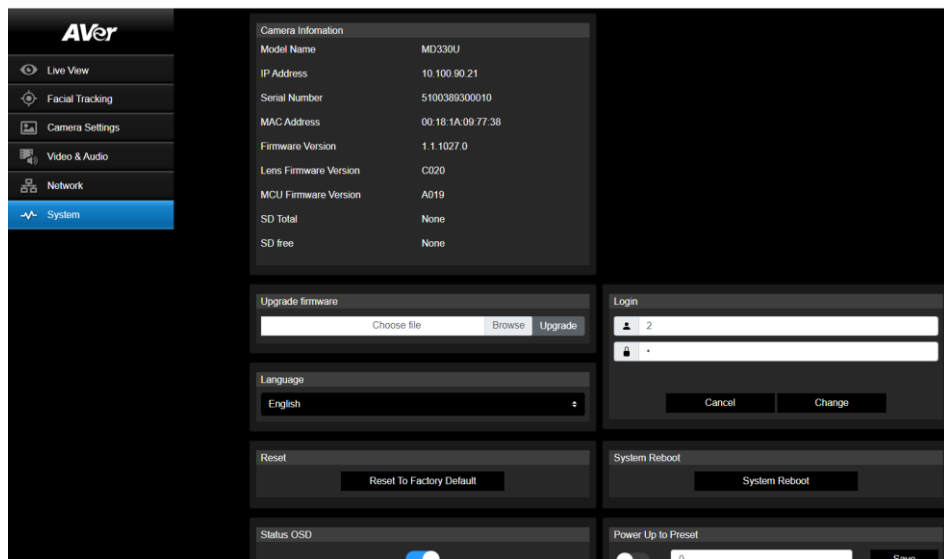 AVer
Live View
Facial Tracking
Camera Settings
Video & Audio
Network
System
Camera Infomation
Model Name MD330U
IP Address 10.100.90.21
Serial Number 5100389300010
MAC Address 00:18:1A:09:77:38
Firmware Version 1.1.1027.0
Lens Firmware Version C020
MCU Firmware Version A019
SD Total None
SD free None
Upgrade firmware
Choose file Browse Upgrade
Login
2
Cancel Change
Language
English
Reset
Reset To Factory Default
System Reboot
System Reboot
Status OSD
Power Up to Preset
0 Save